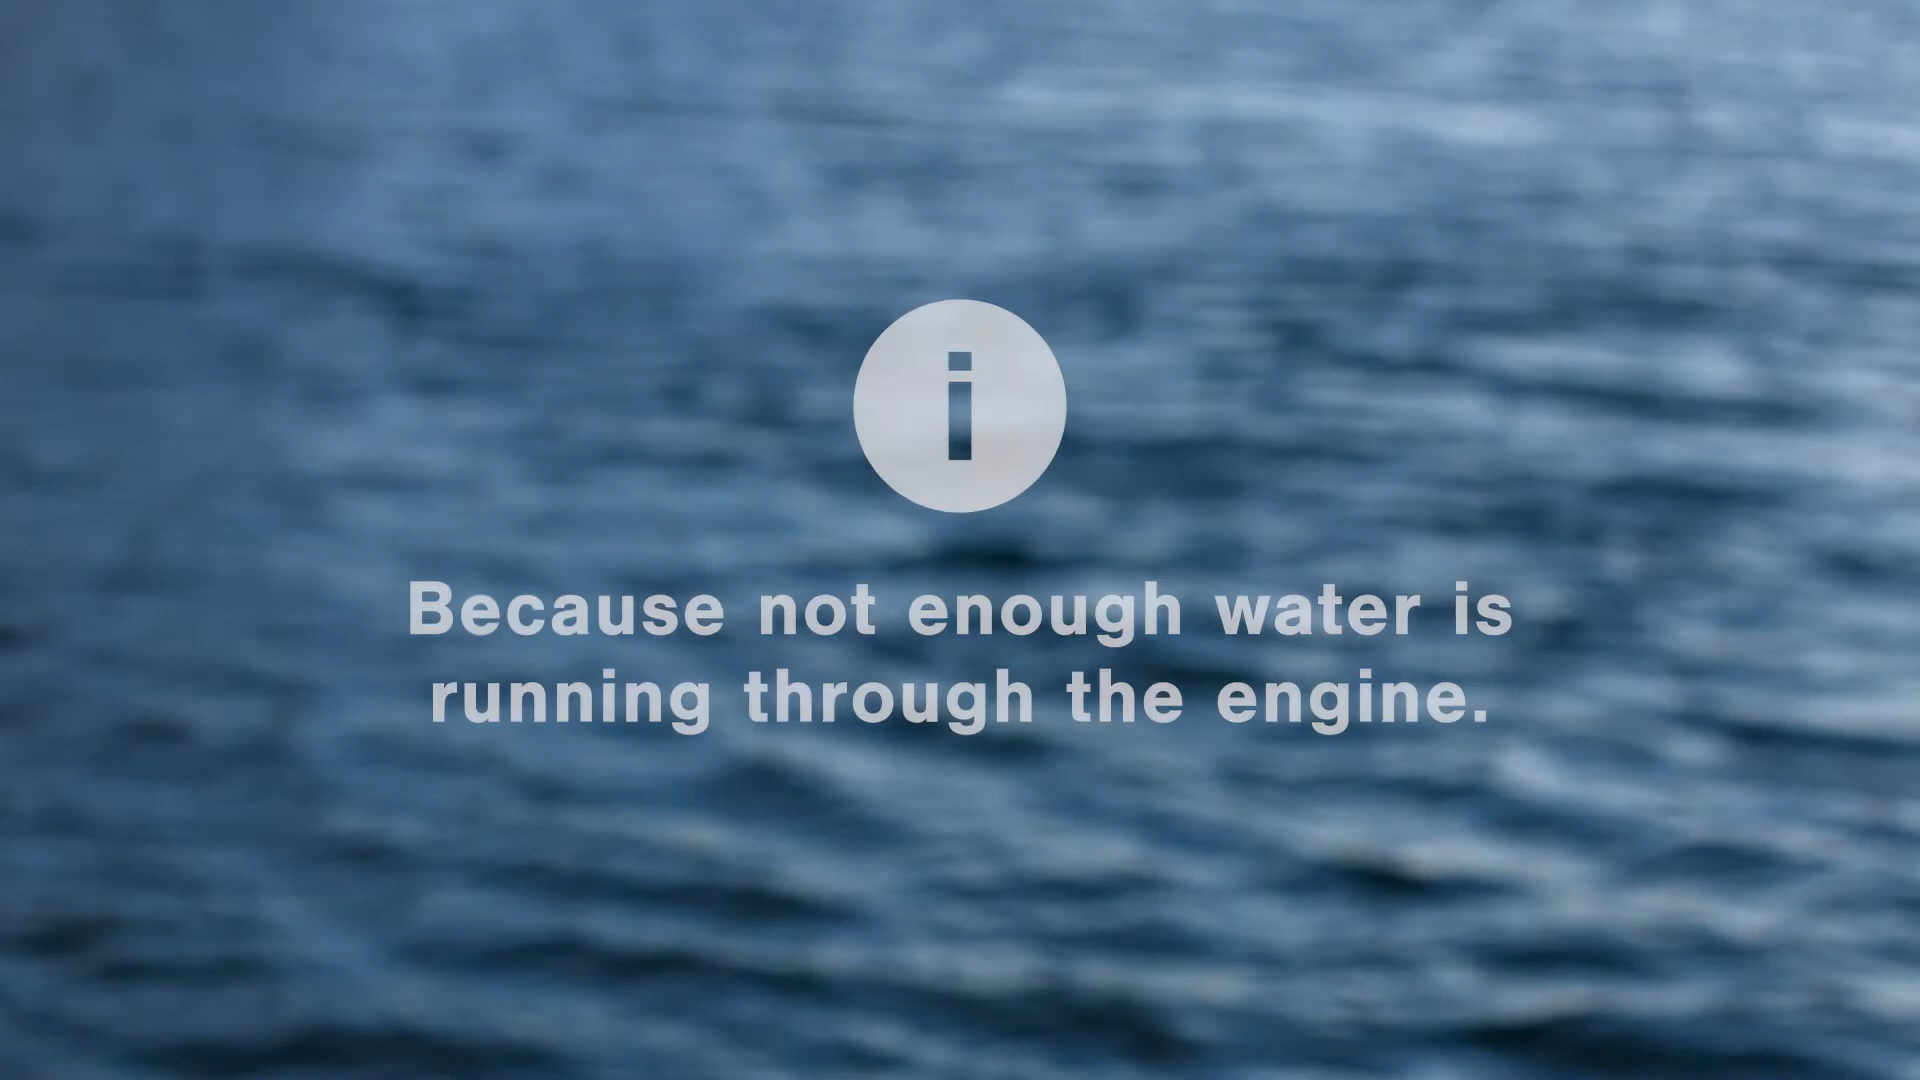 i
Because not enough water is
running through the engine.